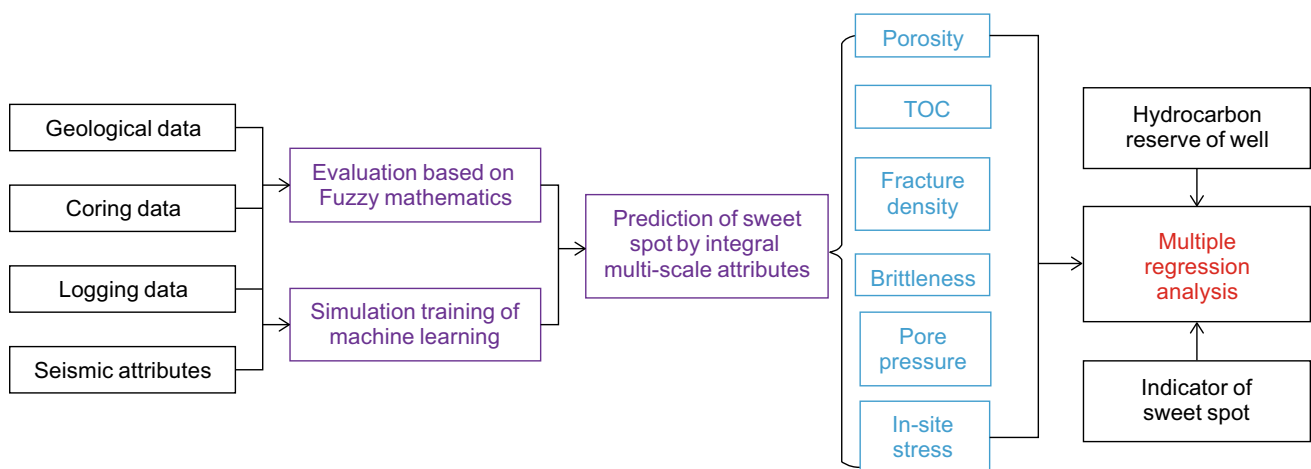 Geological data
Coring data
Logging data
Seismic attributes
Evaluation based on
Fuzzy mathematics
Simulation training of
machine learning
Prediction of sweet
spot by integral
multi-scale attributes
Porosity
TOC
Fracture
density
Brittleness
Pore
pressure
In-site
stress
Hydrocarbon
reserve of well
Multiple
regression
analysis
Indicator of
sweet spot